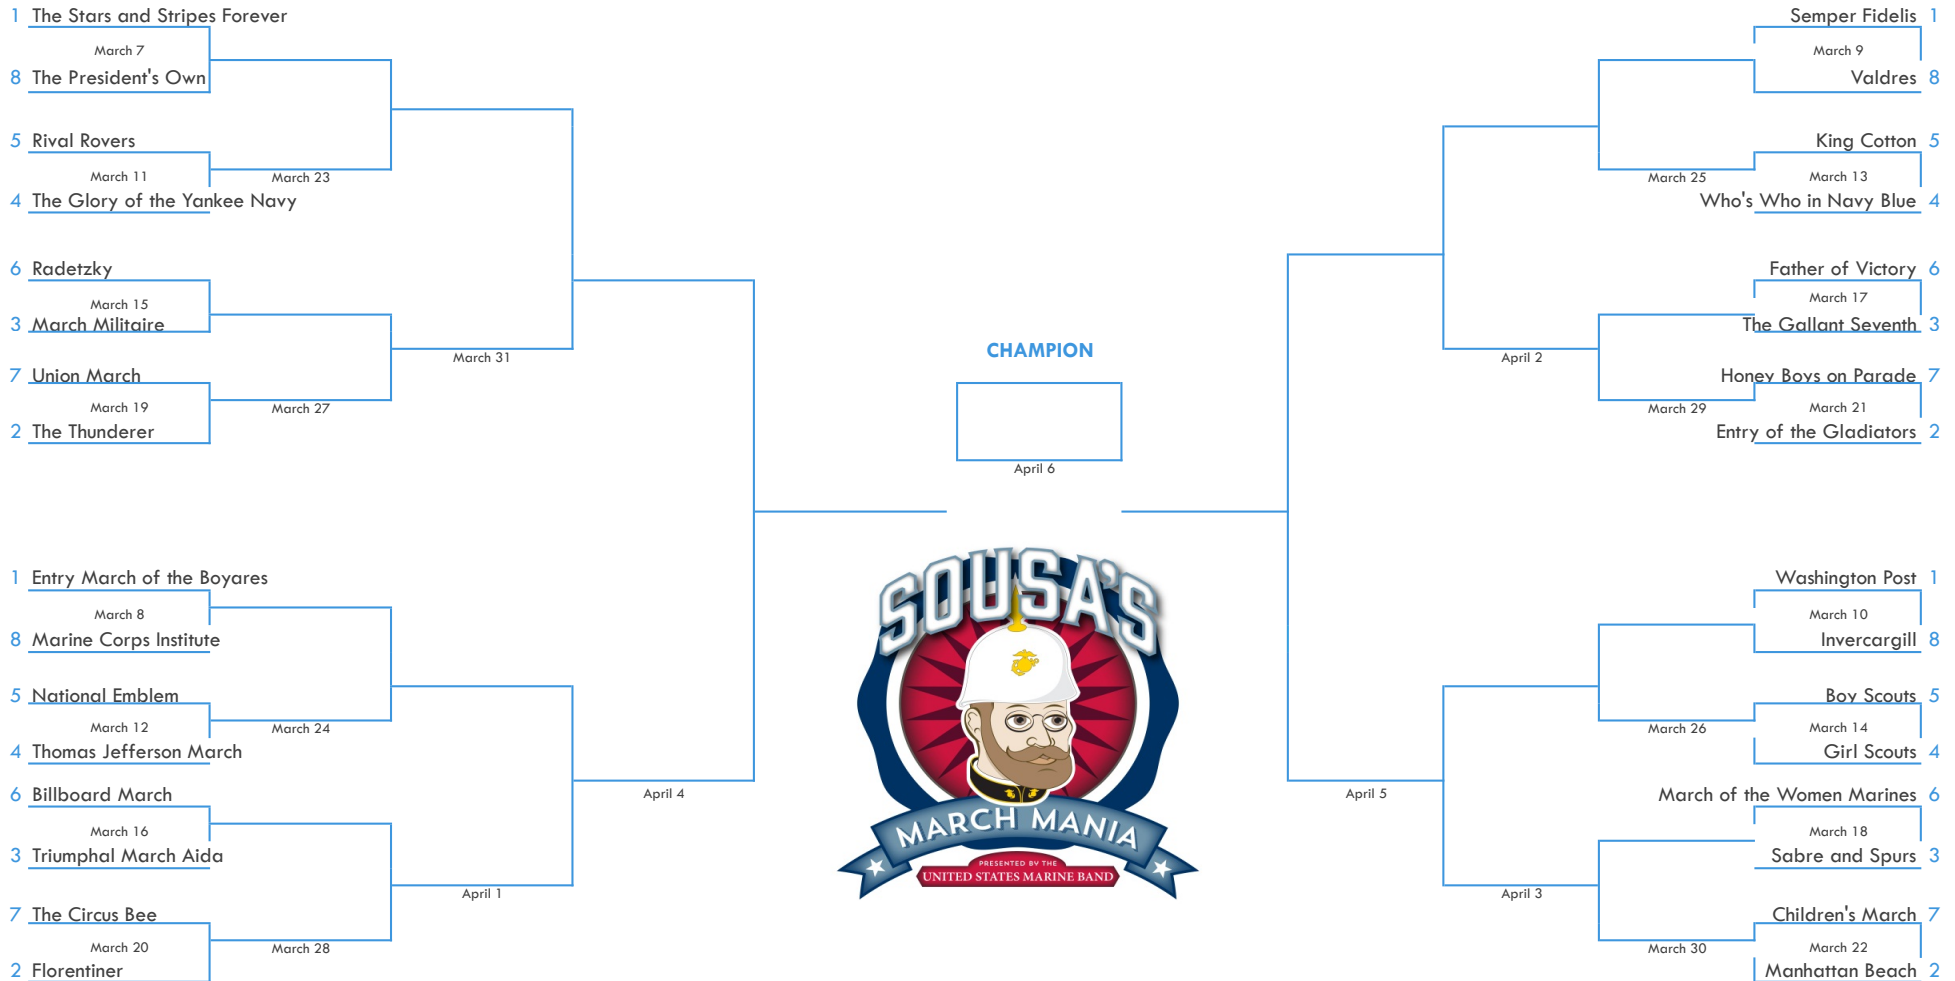 1 The Stars and Stripes Forever
March 7
8 The President's Own
5 Rival Rovers
March 11
March 23
4 The Glory of the Yankee Navy
6 Radetzky
March 15
3 March Militaire
March 31
7 Union March
March 19
March 27
2 The Thunderer
1 Entry March of the Boyares
March 8
8 Marine Corps Institute
5 National Emblem
March 12
March 24
4 Thomas Jefferson March
April 4
6 Billboard March
March 16
3 Triumphal March Aida
April 1
7 The Circus Bee
March 20
March 28
2 Florentiner
CHAMPION
April 6
SOUSA'S
MARCH MANIA
PRESENTED BY THE
UNITED STATES MARINE BAND
Semper Fidelis 1
March 9
Valdres 8
King Cotton 5
March 13
March 25
Who's Who in Navy Blue 4
Father of Victory 6
March 17
The Gallant Seventh 3
April 2
Honey Boys on Parade 7
March 21
March 29
Entry of the Gladiators 2
Washington Post 1
March 10
Invercargill 8
Boy Scouts 5
March 14
March 26
Girl Scouts 4
April 5
March of the Women Marines 6
March 18
Sabre and Spurs 3
April 3
Children's March 7
March 22
March 30
Manhattan Beach 2